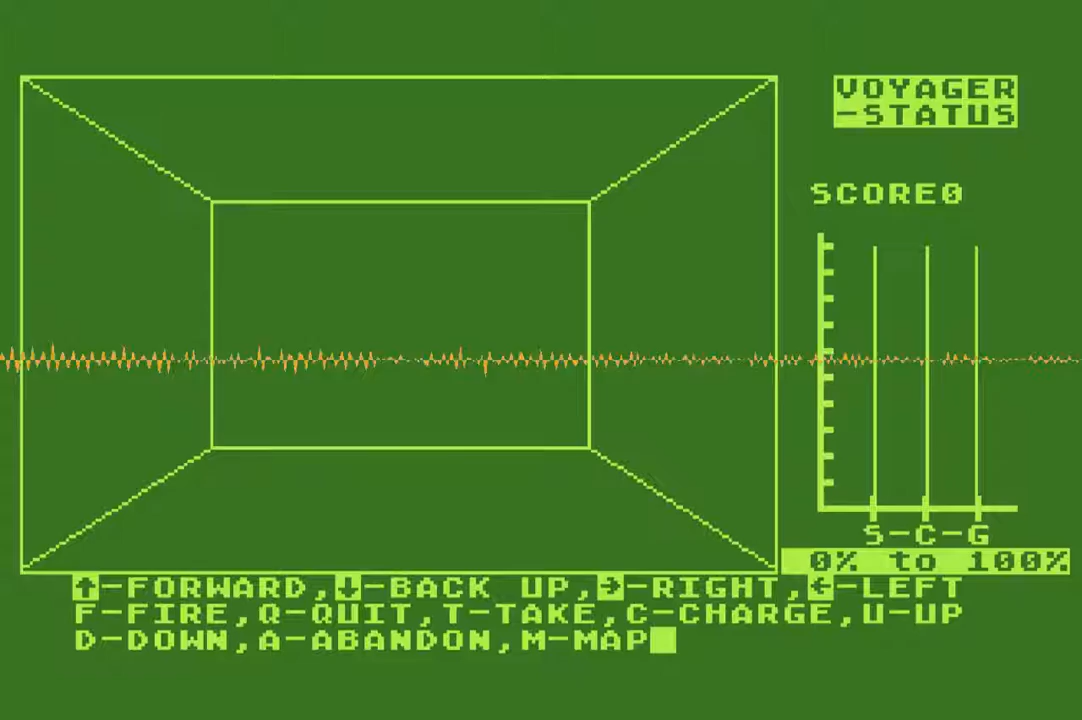 VOYAGER
-STATUS
SCORE0
S-C-G
0% to 100%
↑-FORWARD,↓-BACK UP,→-RIGHT,←-LEFT
F-FIRE,Q-QUIT,T-TAKE,C-CHARGE,U-UP
D-DOWN,A-ABANDON,M-MAP